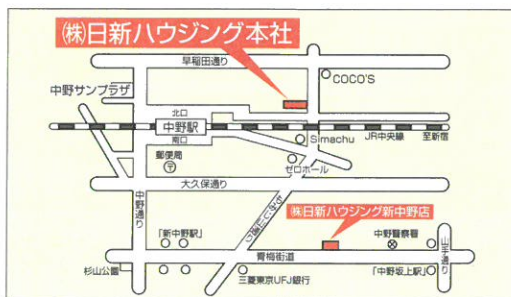 ㈱日新ハウジング本社
早稲田通り
COCO'S
中野サンプラザ
北口
中野駅
南口
Simachu
JR中央線
至新宿
郵便局
ゼロホール
大久保通り
中野通り
㈱日新ハウジング新中野店
「新中野駅」
中野警察署
山手通り
青梅街道
杉山公園
三菱東京UFJ銀行
「中野坂上駅」